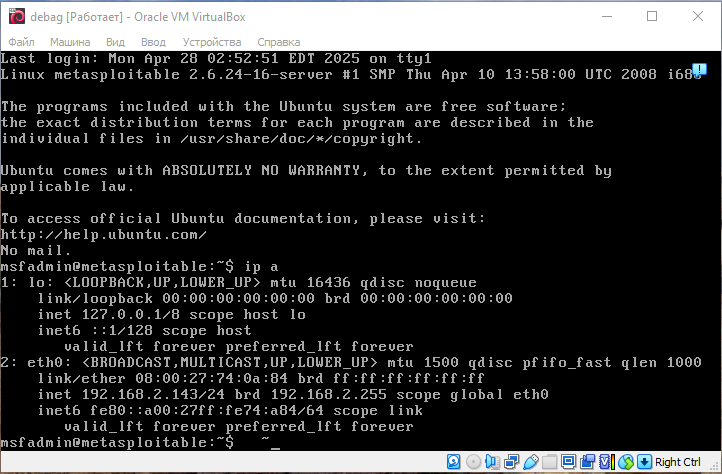 debag [Работает] - Oracle VM VirtualBox
Файл Машина Вид Ввод Устройства Справка
Last login: Mon Apr 28 02:52:51 EDT 2025 on tty1
Linux metasploitable 2.6.24-16-server #1 SMP Thu Apr 10 13:58:00 UTC 2008 i686

The programs included with the Ubuntu system are free software;
the exact distribution terms for each program are described in the
individual files in /usr/share/doc/*/copyright.

Ubuntu comes with ABSOLUTELY NO WARRANTY, to the extent permitted by
applicable law.

To access official Ubuntu documentation, please visit:
http://help.ubuntu.com/
No mail.
msfadmin@metasploitable:~$ ip a
1: lo: <LOOPBACK,UP,LOWER_UP> mtu 16436 qdisc noqueue
    link/loopback 00:00:00:00:00:00 brd 00:00:00:00:00:00
    inet 127.0.0.1/8 scope host lo
    inet6 ::1/128 scope host
       valid_lft forever preferred_lft forever
2: eth0: <BROADCAST,MULTICAST,UP,LOWER_UP> mtu 1500 qdisc pfifo_fast qlen 1000
    link/ether 08:00:27:74:0a:84 brd ff:ff:ff:ff:ff:ff
    inet 192.168.2.143/24 brd 192.168.2.255 scope global eth0
    inet6 fe80::a00:27ff:fe74:a84/64 scope link
       valid_lft forever preferred_lft forever
msfadmin@metasploitable:~$   ~_
Right Ctrl